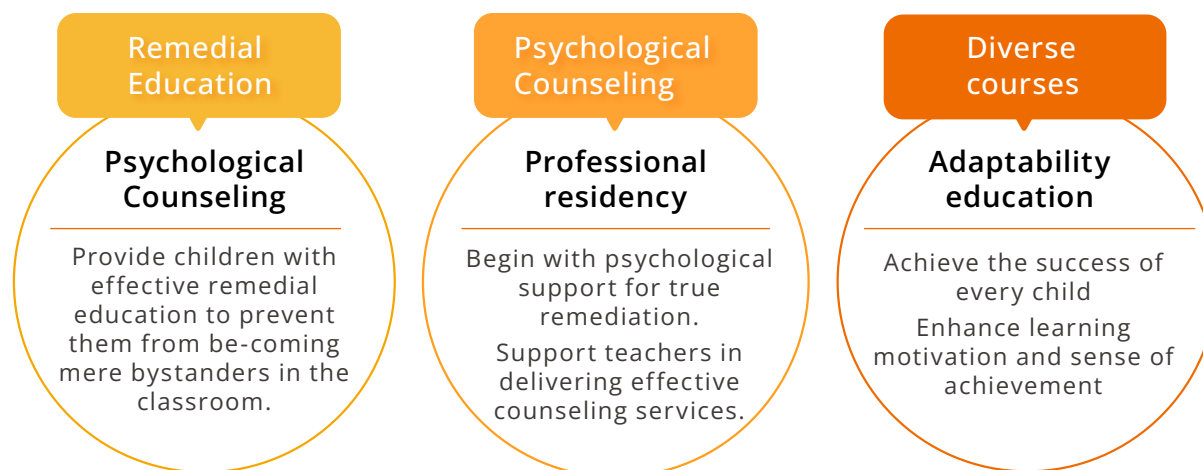 Remedial
Education
Psychological
Counseling
Provide children with
effective remedial
education to prevent
them from be-coming
mere bystanders in the
classroom.
Psychological
Counseling
Professional
residency
Begin with psychological
support for true
remediation.
Support teachers in
delivering effective
counseling services.
Diverse
courses
Adaptability
education
Achieve the success of
every child
Enhance learning
motivation and sense of
achievement